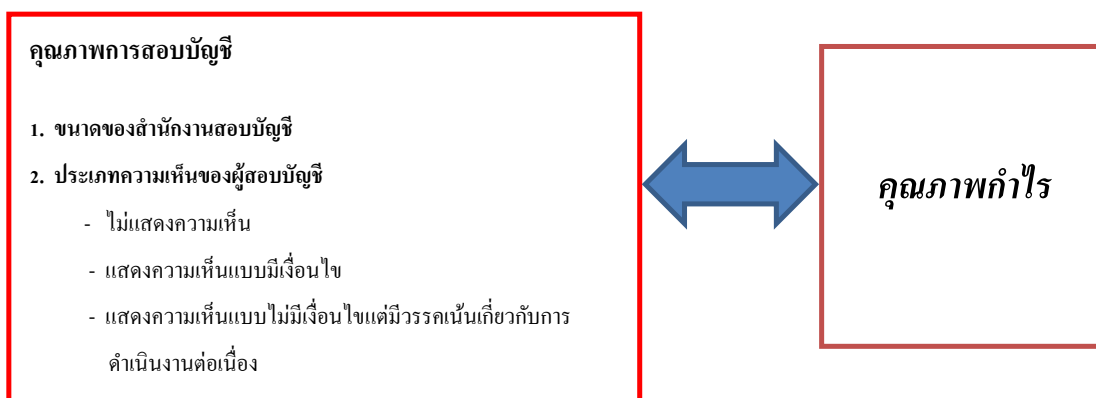 คุณภาพการสอบบัญชี
1. ขนาดของสำนักงานสอบบัญชี
2. ประเภทความเห็นของผู้สอบบัญชี
- ไม่แสดงความเห็น
- แสดงความเห็นแบบมีเงื่อนไข
- แสดงความเห็นแบบไม่มีเงื่อนไขแต่มีวรรคเน้นเกี่ยวกับการ
ดำเนินงานต่อเนื่อง
คุณภาพกำไร